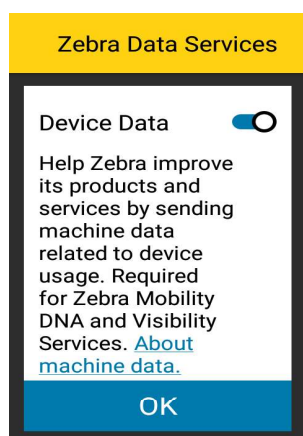 Zebra Data Services
Device Data
Help Zebra improve
its products and
services by sending
machine data
related to device
usage. Required
for Zebra Mobility
DNA and Visibility
Services. About
machine data.
OK